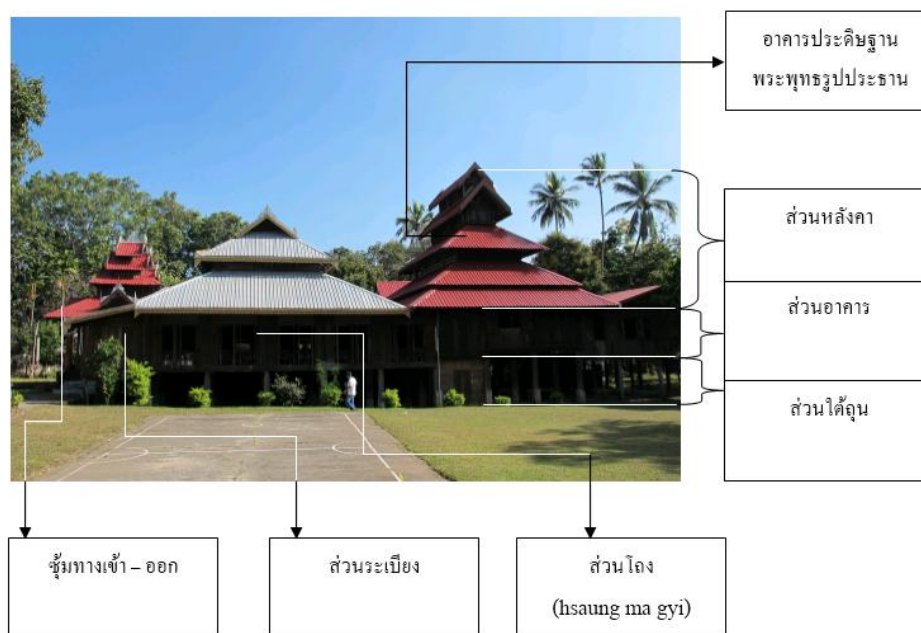 อาคารประดิษฐาน
พระพุทธรูปประธาน
ส่วนหลังคา
ส่วนอาคาร
ส่วนใต้ถุน
ซุ้มทางเข้า – ออก
ส่วนระเบียง
ส่วนโถง
(hsaung ma gyi)